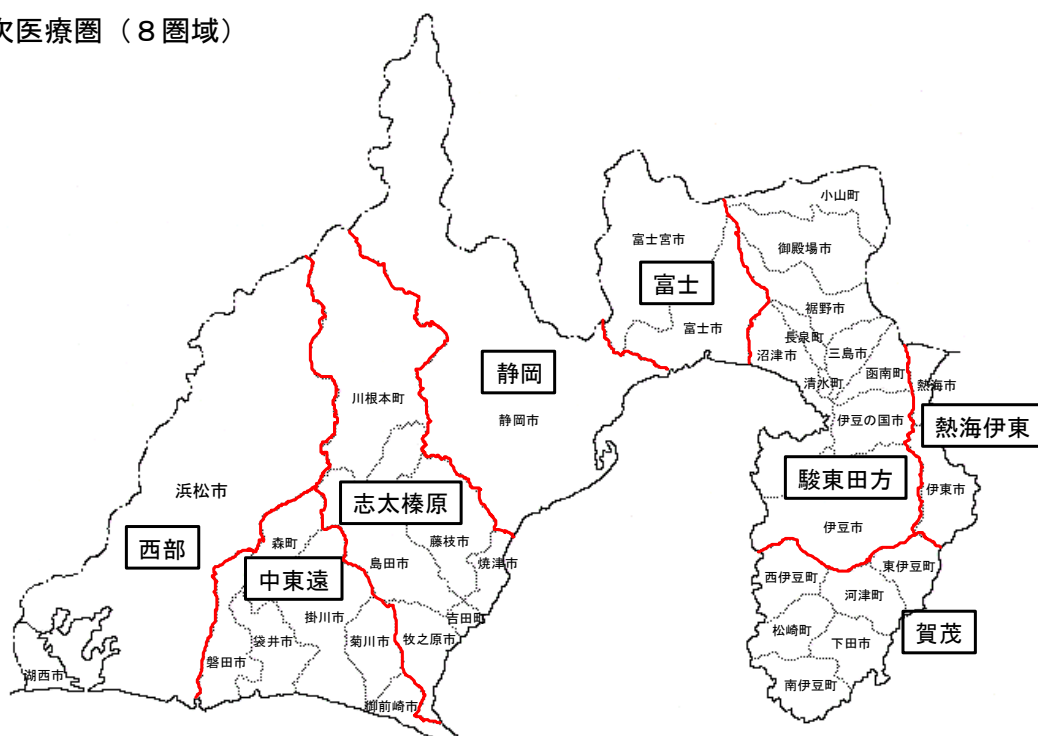 次医療圏（８圏域）
小山町
富士宮市
御殿場市
富士
裾野市
富士市
長泉町
沼津市
三島市
静岡
函南町
清水町
熱海市
川根本町
静岡市
伊豆の国市
熱海伊東
駿東田方
浜松市
志太榛原
伊東市
伊豆市
西部
森町
藤枝市
島田市
焼津市
中東遠
西伊豆町
東伊豆町
河津町
掛川市
吉田町
賀茂
松崎町
袋井市
菊川市
牧之原市
下田市
磐田市
湖西市
南伊豆町
御前崎市